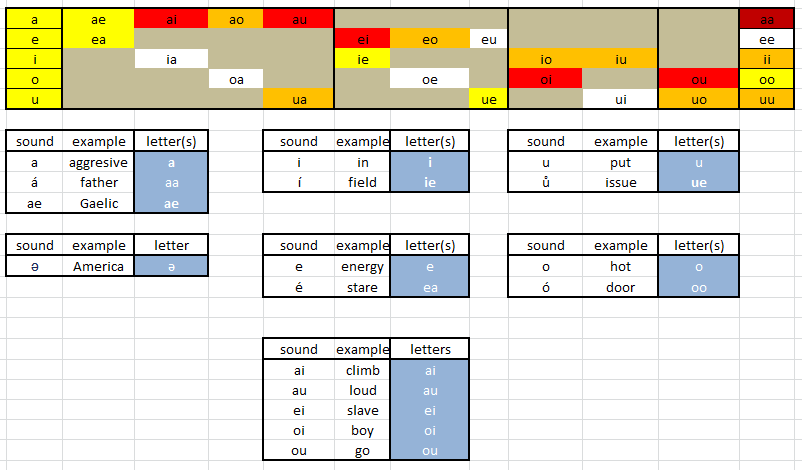 a ae ai ao au aa
e ea ei eo eu ee
i ia ie io iu ii
o oa oe oi ou oo
u ua ue ui uo uu
sound example letter(s) sound example letter(s) sound example letter(s)
a aggresive a i in i u put u
á father aa í field ie ů issue ue
ae Gaelic ae
sound example letter sound example letter(s) sound example letter(s)
ə America ə e energy e o hot o
é stare ea ó door oo
sound example letters
ai climb ai
au loud au
ei slave ei
oi boy oi
ou go ou